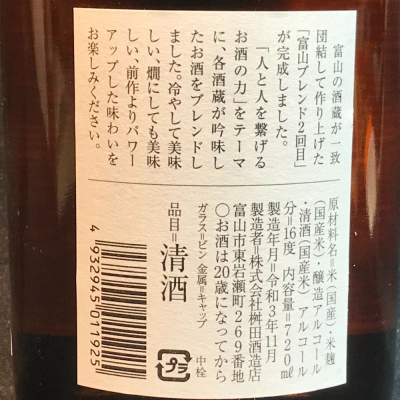 富山の酒蔵が一致
団結して作り上げた
「富山ブレンド2回目」
が完成しました。
「人と人を繋げる
お酒の力」をテーマ
に、各酒蔵が吟味し
たお酒をブレンドし
ました。冷やして美味
しい、燗にしても美味
しい、前作よりパワー
アップした味わいを
お楽しみください。
原材料名=米(国産)・米麹
(国産米)・醸造アルコール
・清酒(国産米) アルコール
分=16度 内容量=720ml
製造年月=令和3年11月
製造者=株式会社桝田酒造店
富山市東岩瀬町269番地
○お酒は20歳になってから
ガラス=ビン 金属=キャップ 中栓
プラ
品目=清酒
4 932945 011925